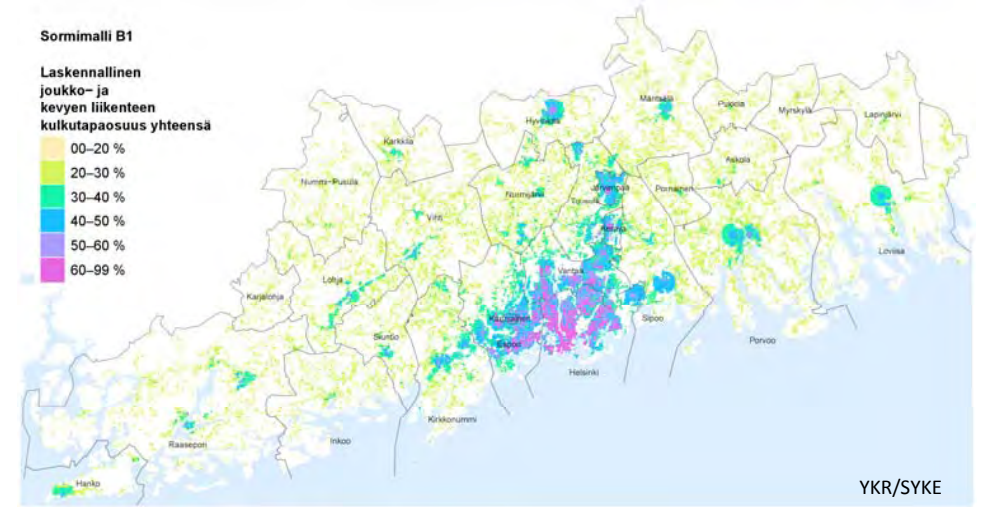 Sormimalli B1
Laskennallinen
joukko– ja
kevyen liikenteen
kulkutapaosuus yhteensä
00–20 %
20–30 %
30–40 %
40–50 %
50–60 %
60–99 %
Mäntsälä
Pukkila
Myrskylä
Lapinjärvi
Hyvinkää
Karkkila
Askola
Nummi–Pusula
Nurmijärvi
Järvenpää
Pornainen
Tuusula
Vihti
Kerava
Loviisa
Vantaa
Lohja
Karjalohja
Kauniainen
Sipoo
Siuntio
Espoo
Porvoo
Helsinki
Kirkkonummi
Inkoo
Raasepori
Hanko
YKR/SYKE